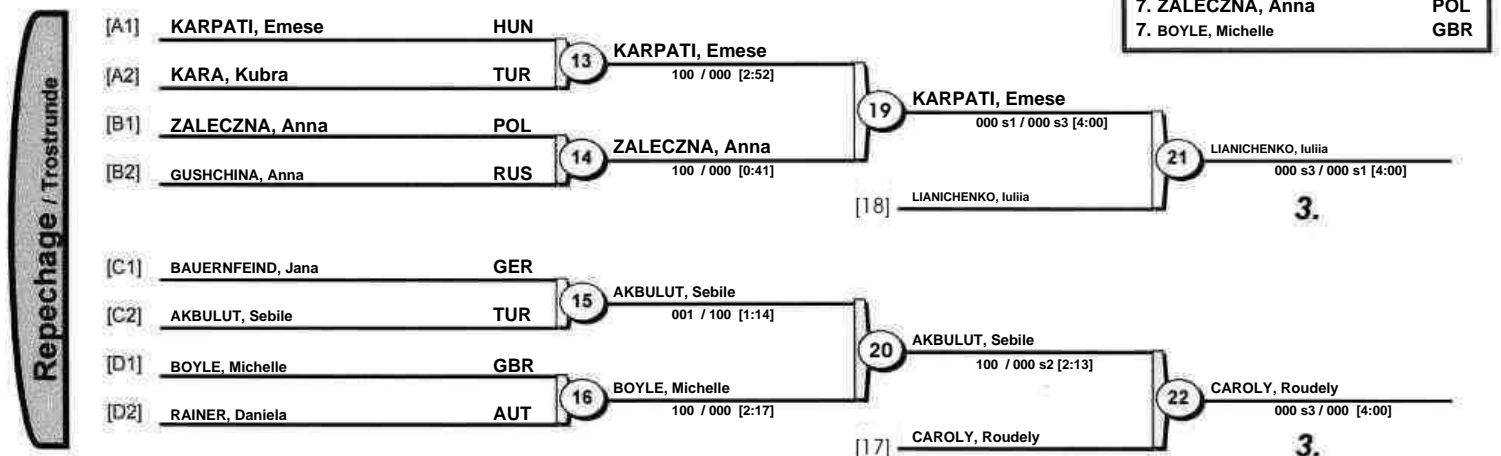 7. ZALECZNA, Anna POL
7. BOYLE, Michelle GBR
Repechage / Trostrunde
[A1] KARPATI, Emese HUN
[A2] KARA, Kubra TUR
13 KARPATI, Emese
100 / 000 [2:52]
[B1] ZALECZNA, Anna POL
[B2] GUSHCHINA, Anna RUS
14 ZALECZNA, Anna
100 / 000 [0:41]
19 KARPATI, Emese
000 s1 / 000 s3 [4:00]
[18] LIANICHENKO, Iuliia
21 LIANICHENKO, Iuliia
000 s3 / 000 s1 [4:00]
3.
[C1] BAUERNFEIND, Jana GER
[C2] AKBULUT, Sebile TUR
15 AKBULUT, Sebile
001 / 100 [1:14]
[D1] BOYLE, Michelle GBR
[D2] RAINER, Daniela AUT
16 BOYLE, Michelle
100 / 000 [2:17]
20 AKBULUT, Sebile
100 / 000 s2 [2:13]
[17] CAROLY, Roudely
22 CAROLY, Roudely
000 s3 / 000 [4:00]
3.